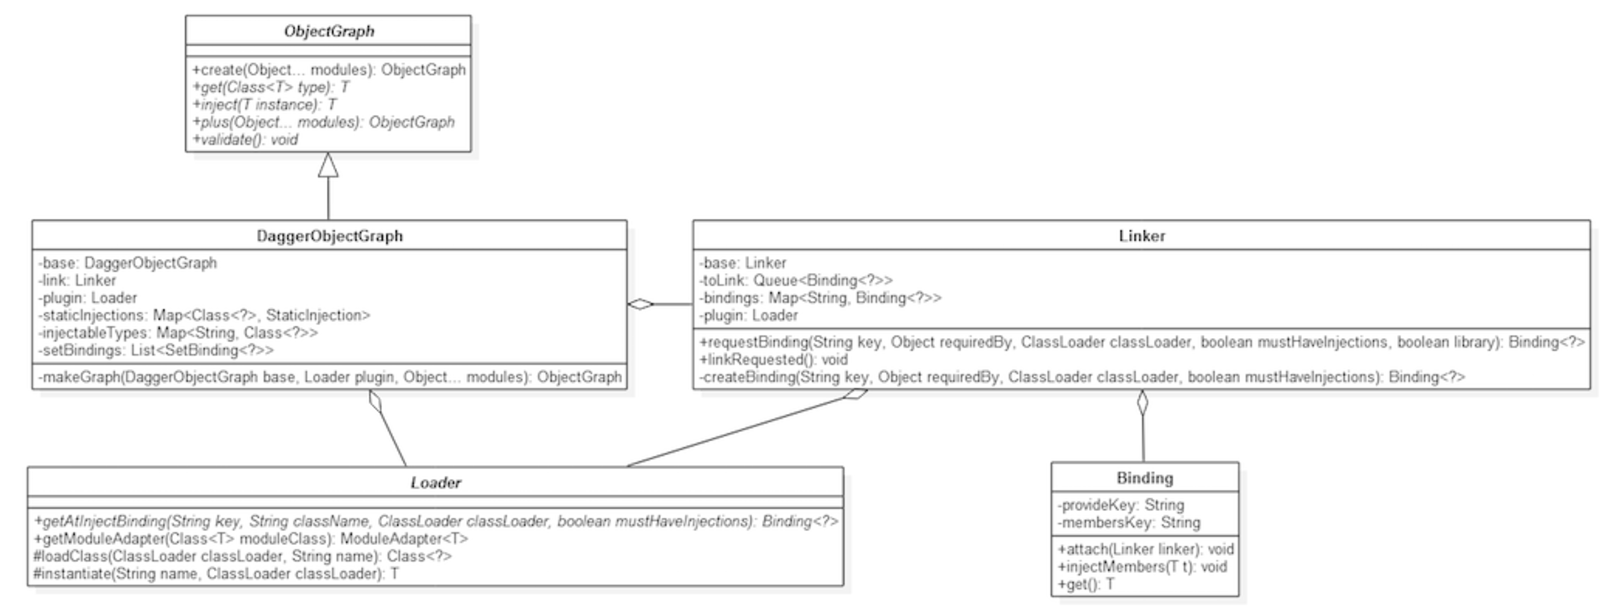 ObjectGraph
+create(Object... modules): ObjectGraph
+get(Class<T> type): T
+inject(T instance): T
+plus(Object... modules): ObjectGraph
+validate(): void
DaggerObjectGraph
-base: DaggerObjectGraph
-link: Linker
-plugin: Loader
-staticInjections: Map<Class<?>, StaticInjection>
-injectableTypes: Map<String, Class<?>>
-setBindings: List<SetBinding<?>>
-makeGraph(DaggerObjectGraph base, Loader plugin, Object... modules): ObjectGraph
Linker
-base: Linker
-toLink: Queue<Binding<?>>
-bindings: Map<String, Binding<?>>
-plugin: Loader
+requestBinding(String key, Object requiredBy, ClassLoader classLoader, boolean mustHaveInjections, boolean library): Binding<?>
+linkRequested(): void
-createBinding(String key, Object requiredBy, ClassLoader classLoader, boolean mustHaveInjections): Binding<?>
Loader
+getAtInjectBinding(String key, String className, ClassLoader classLoader, boolean mustHaveInjections): Binding<?>
+getModuleAdapter(Class<T> moduleClass): ModuleAdapter<T>
#loadClass(ClassLoader classLoader, String name): Class<?>
#instantiate(String name, ClassLoader classLoader): T
Binding
-provideKey: String
-membersKey: String
+attach(Linker linker): void
+injectMembers(T t): void
+get(): T